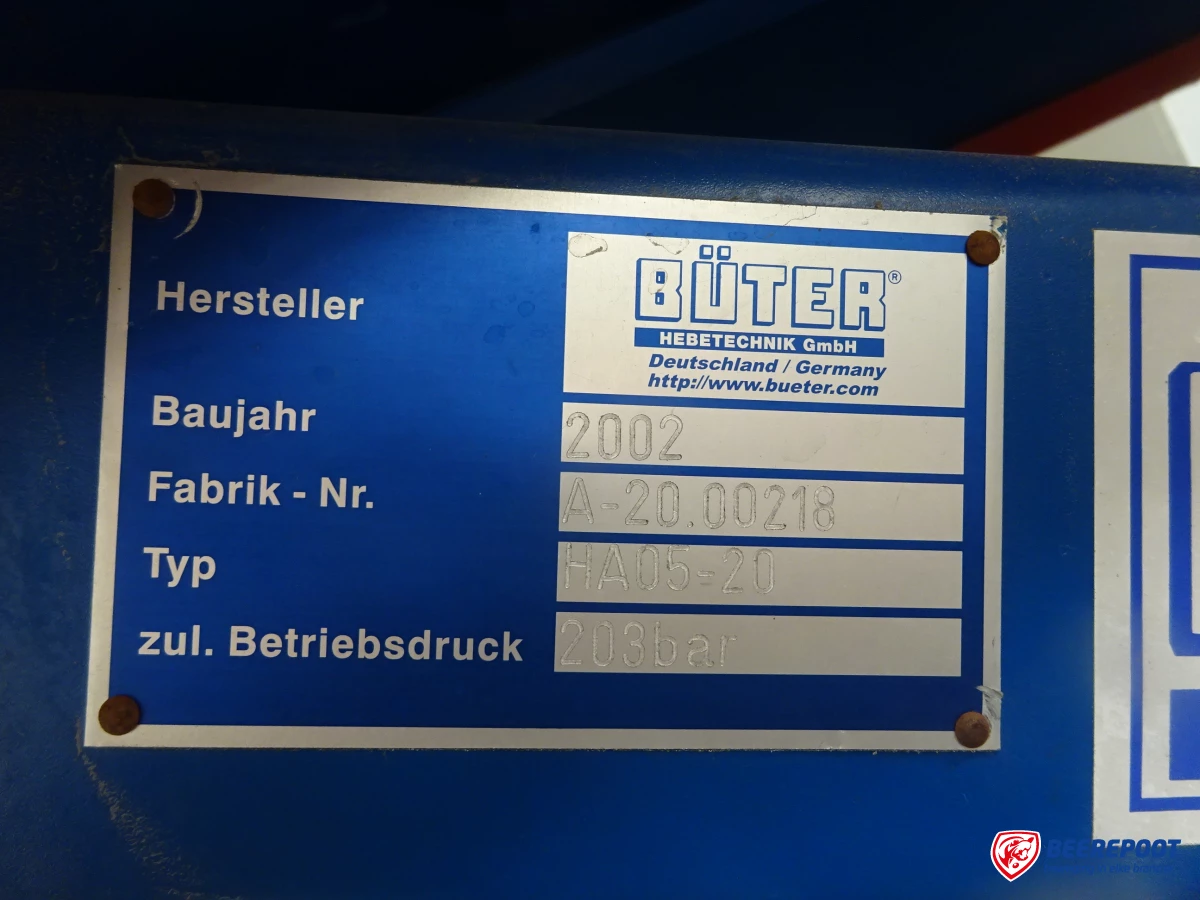 Hersteller
BÜTER®
HEBETECHNIK GmbH
Deutschland / Germany
http://www.bueter.com
Baujahr 2002
Fabrik - Nr. A-20.00218
Typ HA05-20
zul. Betriebsdruck 203bar
BEEREPOOT